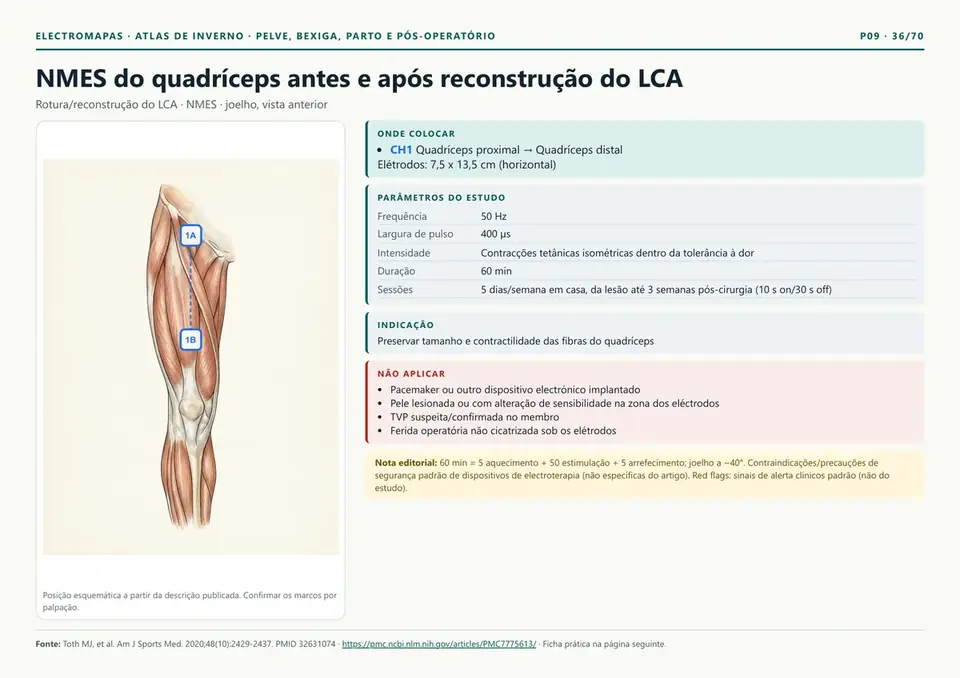 ELECTROMAPAS · ATLAS DE INVERNO · PELVE, BEXIGA, PARTO E PÓS-OPERATÓRIO
P09 · 36/70
NMES do quadríceps antes e após reconstrução do LCA
Rotura/reconstrução do LCA · NMES · joelho, vista anterior
1A
1B
Posição esquemática a partir da descrição publicada. Confirmar os marcos por
palpação.
ONDE COLOCAR
• CH1 Quadríceps proximal → Quadríceps distal
Elétrodos: 7,5 x 13,5 cm (horizontal)
PARÂMETROS DO ESTUDO
Frequência 50 Hz
Largura de pulso 400 µs
Intensidade Contracções tetânicas isométricas dentro da tolerância à dor
Duração 60 min
Sessões 5 dias/semana em casa, da lesão até 3 semanas pós-cirurgia (10 s on/30 s off)
INDICAÇÃO
Preservar tamanho e contractilidade das fibras do quadríceps
NÃO APLICAR
• Pacemaker ou outro dispositivo electrónico implantado
• Pele lesionada ou com alteração de sensibilidade na zona dos eléctrodos
• TVP suspeita/confirmada no membro
• Ferida operatória não cicatrizada sob os elétrodos
Nota editorial: 60 min = 5 aquecimento + 50 estimulação + 5 arrefecimento; joelho a ~40°. Contraindicações/precauções de
segurança padrão de dispositivos de electroterapia (não específicas do artigo). Red flags: sinais de alerta clínicos padrão (não do
estudo).
Fonte: Toth MJ, et al. Am J Sports Med. 2020;48(10):2429-2437. PMID 32631074 · https://pmc.ncbi.nlm.nih.gov/articles/PMC7775613/ · Ficha prática na página seguinte.